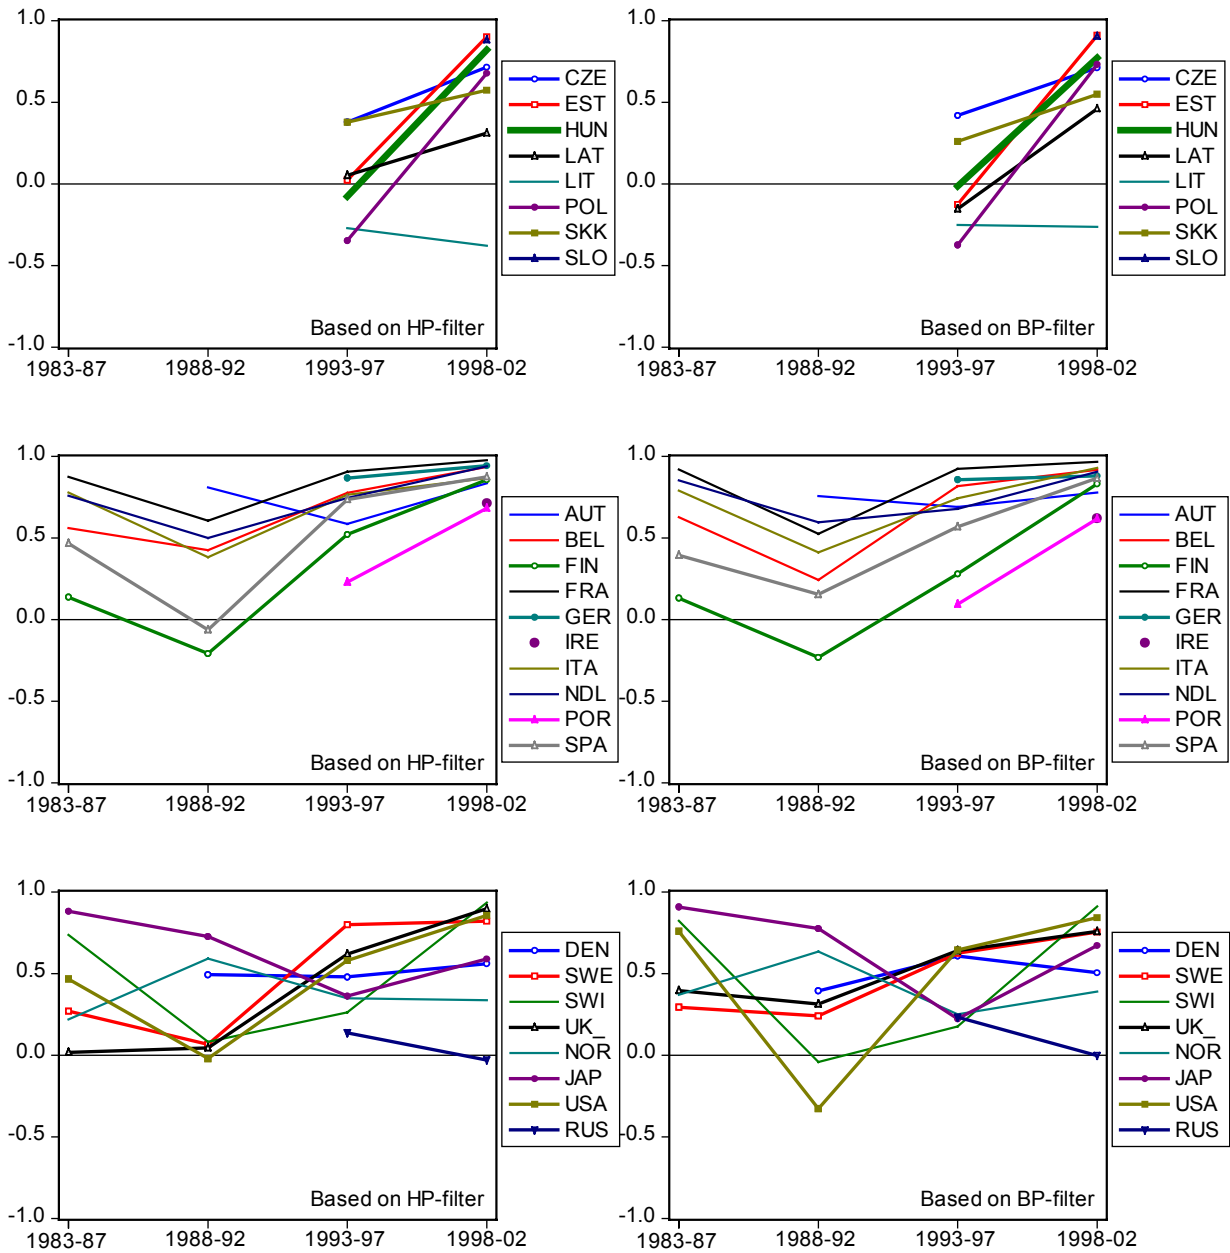 1.0
0.5
0.0
-0.5
-1.0
1983-87 1988-92 1993-97 1998-02
Based on HP-filter
CZE
EST
HUN
LAT
LIT
POL
SKK
SLO
1.0
0.5
0.0
-0.5
-1.0
1983-87 1988-92 1993-97 1998-02
Based on BP-filter
CZE
EST
HUN
LAT
LIT
POL
SKK
SLO
1.0
0.5
0.0
-0.5
-1.0
1983-87 1988-92 1993-97 1998-02
Based on HP-filter
AUT
BEL
FIN
FRA
GER
IRE
ITA
NDL
POR
SPA
1.0
0.5
0.0
-0.5
-1.0
1983-87 1988-92 1993-97 1998-02
Based on BP-filter
AUT
BEL
FIN
FRA
GER
IRE
ITA
NDL
POR
SPA
1.0
0.5
0.0
-0.5
-1.0
1983-87 1988-92 1993-97 1998-02
Based on HP-filter
DEN
SWE
SWI
UK_
NOR
JAP
USA
RUS
1.0
0.5
0.0
-0.5
-1.0
1983-87 1988-92 1993-97 1998-02
Based on BP-filter
DEN
SWE
SWI
UK_
NOR
JAP
USA
RUS